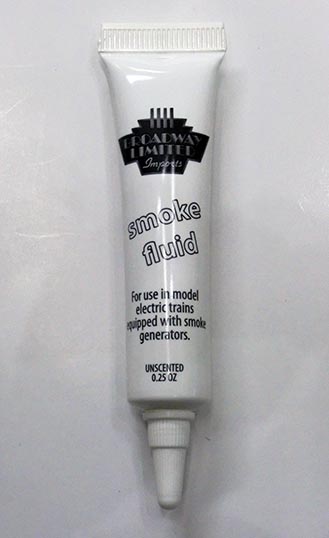 BROADWAY
LIMITED
Imports
smoke
fluid
For use in model
electric trains
equipped with smoke
generators.
UNSCENTED
0.25 OZ